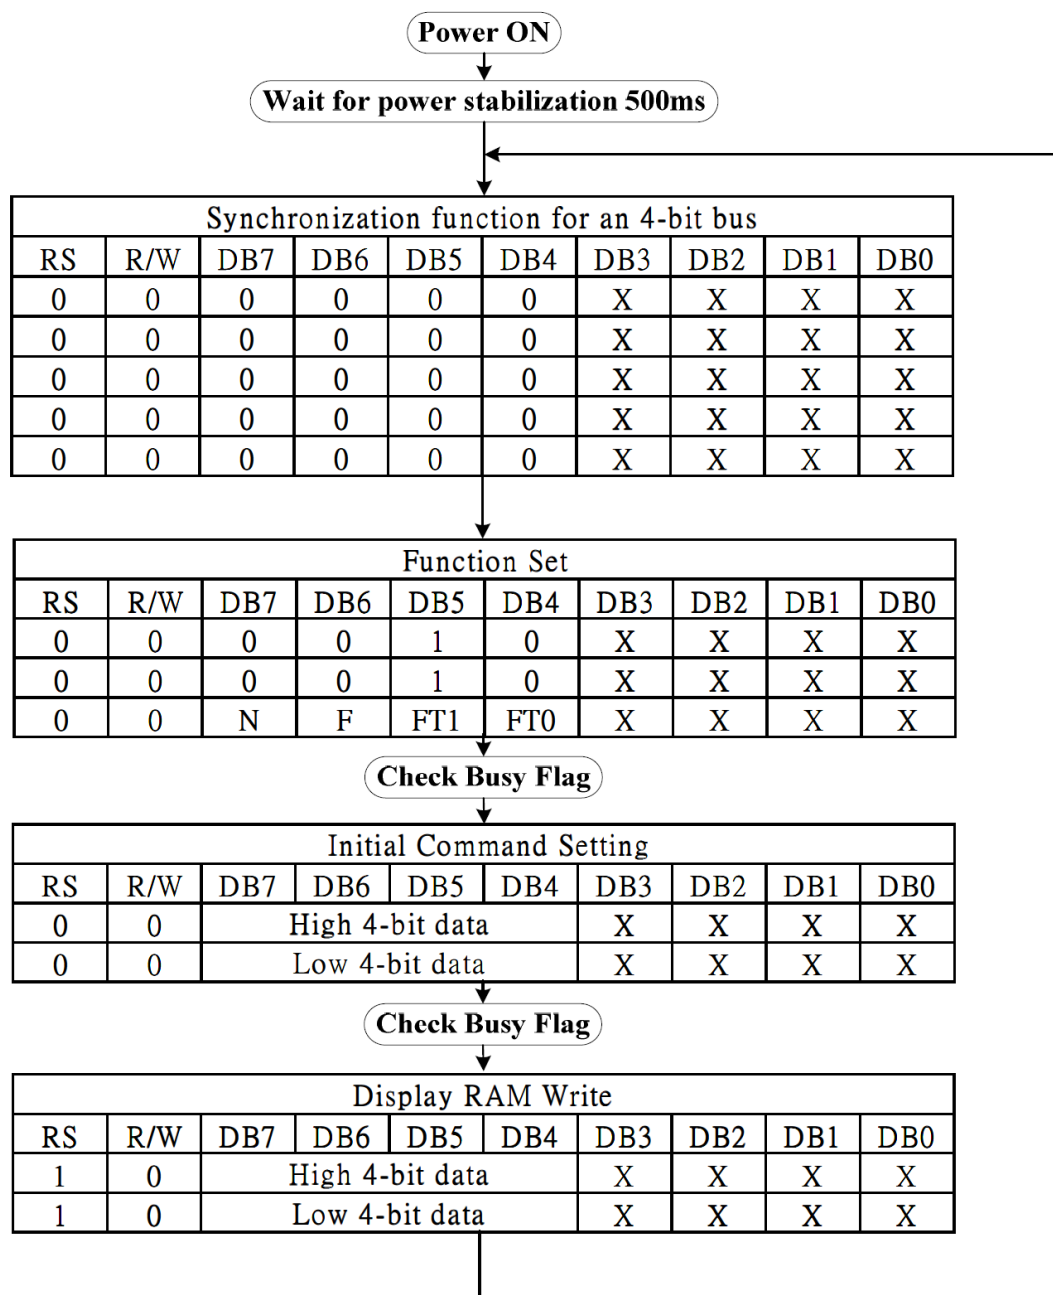 Power ON
Wait for power stabilization 500ms
Synchronization function for an 4-bit bus
RS R/W DB7 DB6 DB5 DB4 DB3 DB2 DB1 DB0
0 0 0 0 0 0 X X X X
0 0 0 0 0 0 X X X X
0 0 0 0 0 0 X X X X
0 0 0 0 0 0 X X X X
0 0 0 0 0 0 X X X X
Function Set
RS R/W DB7 DB6 DB5 DB4 DB3 DB2 DB1 DB0
0 0 0 0 1 0 X X X X
0 0 0 0 1 0 X X X X
0 0 N F FT1 FT0 X X X X
Check Busy Flag
Initial Command Setting
RS R/W DB7 DB6 DB5 DB4 DB3 DB2 DB1 DB0
0 0 High 4-bit data X X X X
0 0 Low 4-bit data X X X X
Check Busy Flag
Display RAM Write
RS R/W DB7 DB6 DB5 DB4 DB3 DB2 DB1 DB0
1 0 High 4-bit data X X X X
1 0 Low 4-bit data X X X X